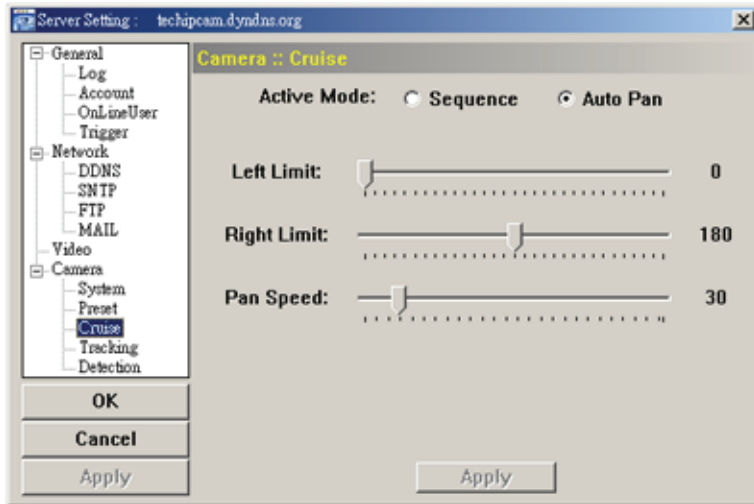 Server Setting : techipcam.dyndns.org
General
Log
Account
OnLineUser
Trigger
Network
DDNS
SNTP
FTP
MAIL
Video
Camera
System
Preset
Cruise
Tracking
Detection
OK
Cancel
Apply
Camera :: Cruise
Active Mode: Sequence Auto Pan
Left Limit: 0
Right Limit: 180
Pan Speed: 30
Apply